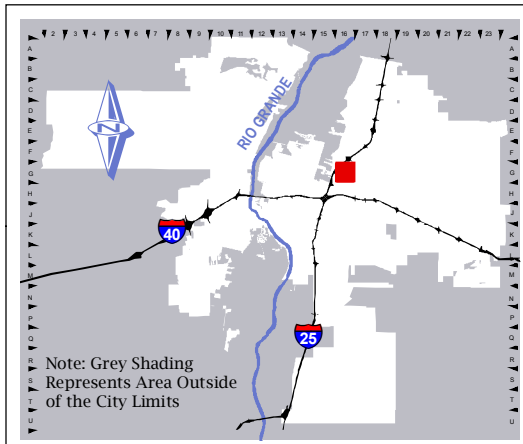 2 3 4 5 6 7 8 9 10 11 12 13 14 15 16 17 18 19 20 21 22 23
A A
B B
C C
D D
E E
F F
G G
H H
J J
K K
L L
M M
N N
P P
Q Q
R R
S S
T T
U U
N
RIO GRANDE
40
25
Note: Grey Shading
Represents Area Outside
of the City Limits